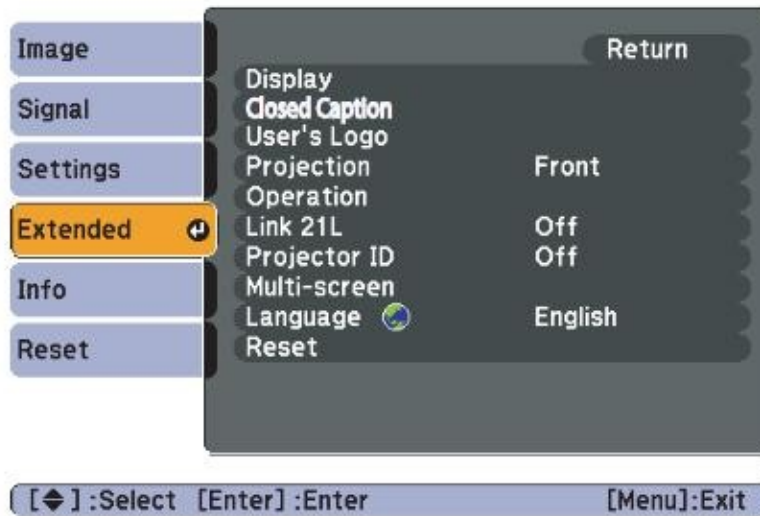 Image
Signal
Settings
Extended
Info
Reset
Return
Display
Closed Caption
User's Logo
Projection Front
Operation
Link 21L Off
Projector ID Off
Multi-screen
Language English
Reset
[◆] :Select [Enter] :Enter [Menu]:Exit